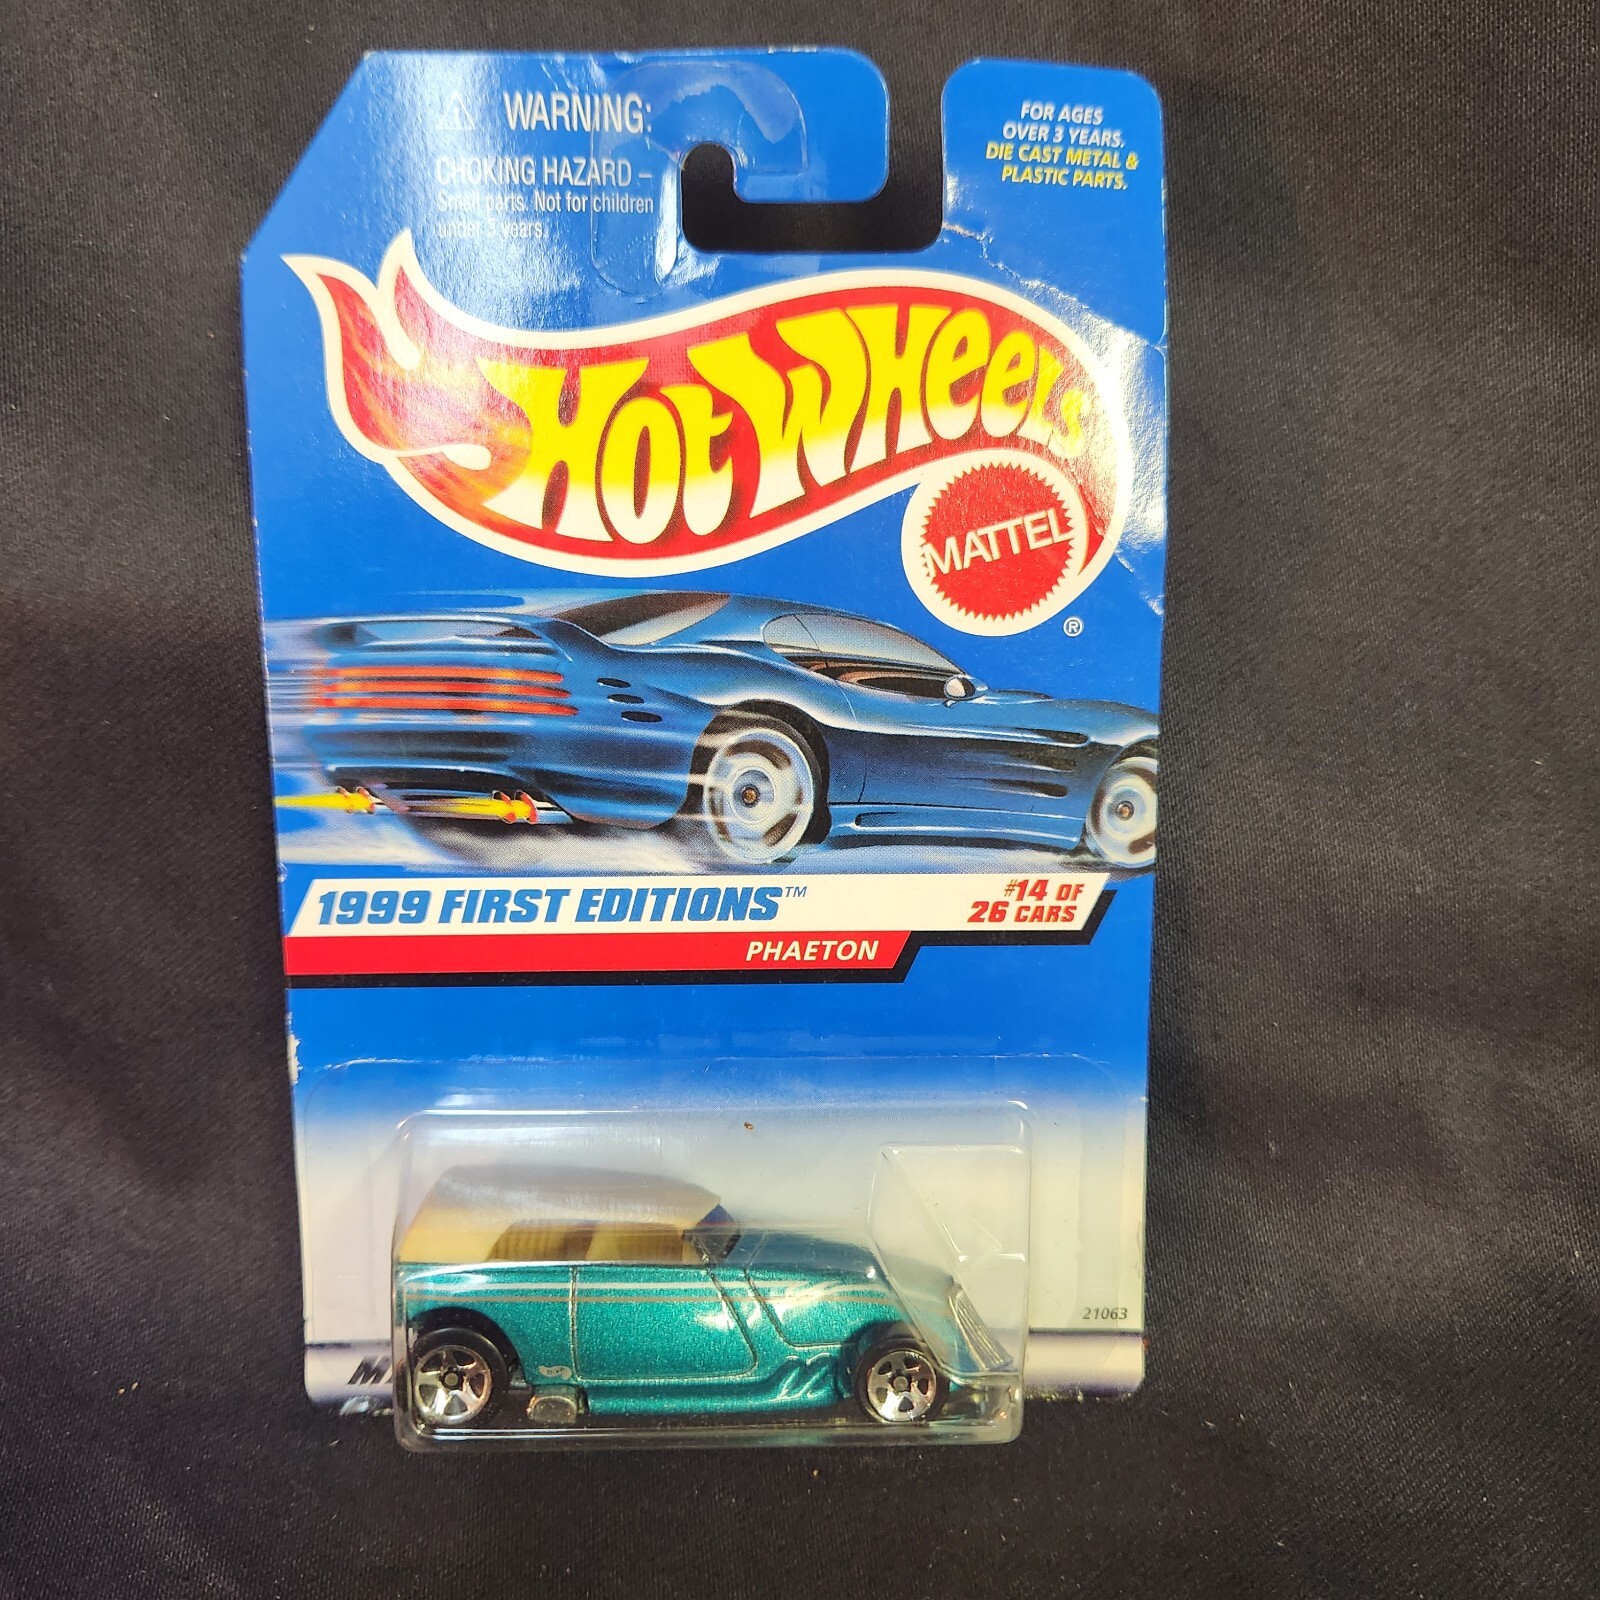 WARNING:
CHOKING HAZARD –
Small parts. Not for children
under 3 years.
FOR AGES
OVER 3 YEARS.
DIE CAST METAL &
PLASTIC PARTS.
Hot Wheels
MATTEL
®
1999 FIRST EDITIONS™
#14 OF
26 CARS
PHAETON
21063